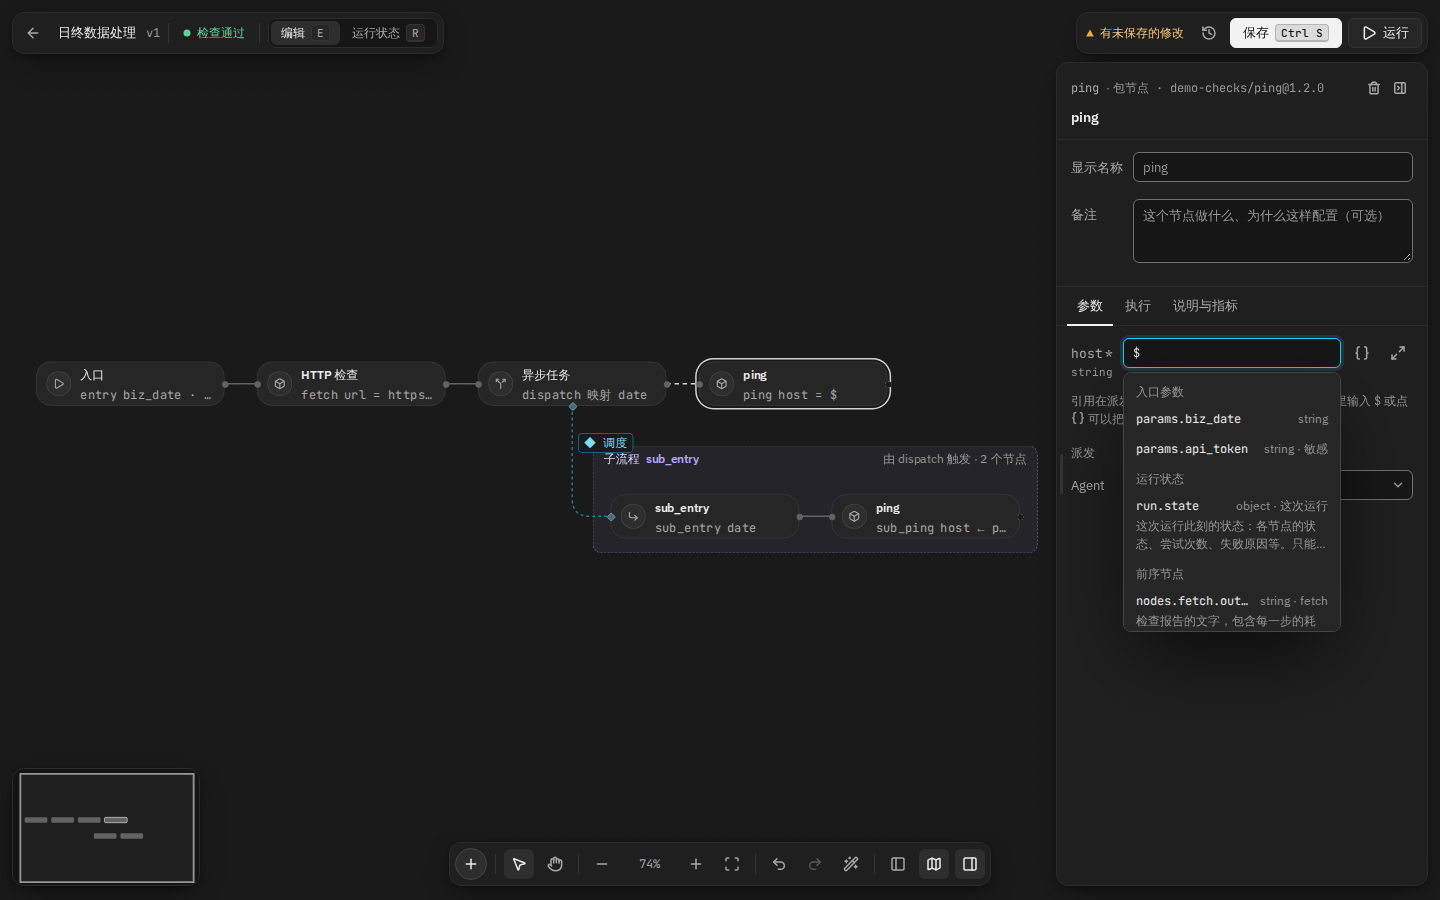 日终数据处理 v1
检查通过
编辑 E
运行状态 R
有未保存的修改
保存 Ctrl S
运行
ping · 包节点 · demo-checks/ping@1.2.0
ping
显示名称 ping
备注 这个节点做什么、为什么这样配置（可选）
参数 执行 说明与指标
host* $
string
引用在派发 里输入 $ 或点
{} 可以把
派发
Agent
入口参数
params.biz_date string
params.api_token string · 敏感
运行状态
run.state object · 这次运行
这次运行此刻的状态：各节点的状
态、尝试次数、失败原因等。只能…
前序节点
nodes.fetch.out… string · fetch
检查报告的文字，包含每一步的耗
入口
entry biz_date · …
HTTP 检查
fetch url = https…
异步任务
dispatch 映射 date
ping
ping host = $
调度
子流程 sub_entry
由 dispatch 触发 · 2 个节点
sub_entry
sub_entry date
ping
sub_ping host ← p…
74%